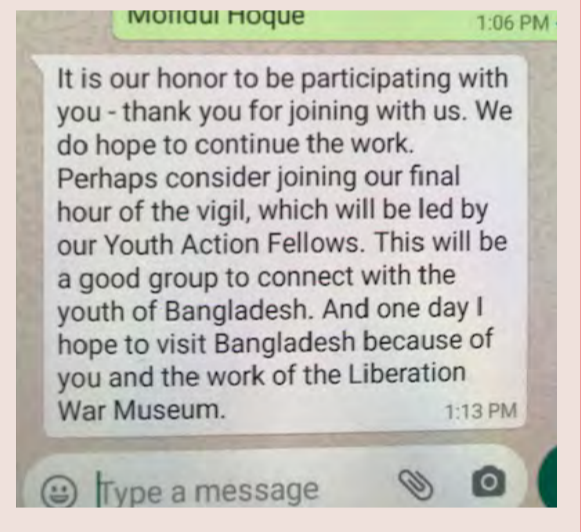 Mofidul Hoque
1:06 PM
It is our honor to be participating with
you - thank you for joining with us. We
do hope to continue the work.
Perhaps consider joining our final
hour of the vigil, which will be led by
our Youth Action Fellows. This will be
a good group to connect with the
youth of Bangladesh. And one day I
hope to visit Bangladesh because of
you and the work of the Liberation
War Museum.
1:13 PM
Type a message